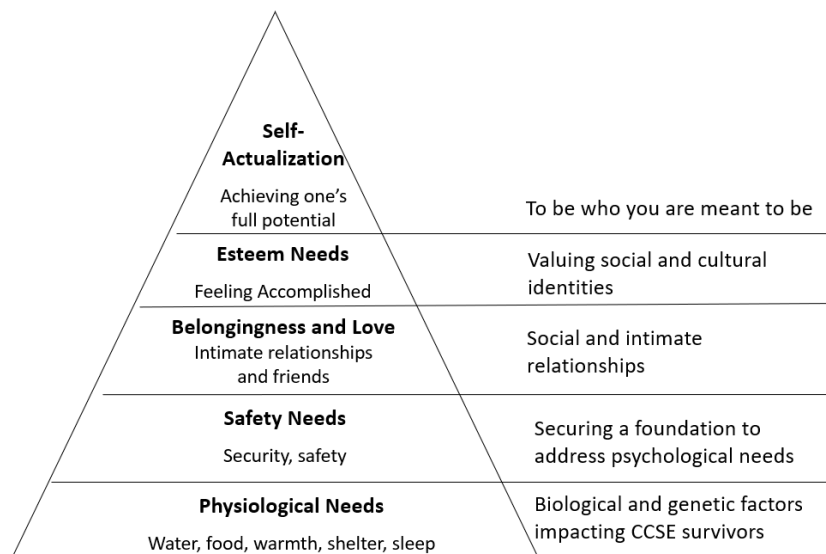 Self-
Actualization
Achieving one's
full potential
To be who you are meant to be
Esteem Needs
Feeling Accomplished
Valuing social and cultural
identities
Belongingness and Love
Intimate relationships
and friends
Social and intimate
relationships
Safety Needs
Security, safety
Securing a foundation to
address psychological needs
Physiological Needs
Water, food, warmth, shelter, sleep
Biological and genetic factors
impacting CCSE survivors